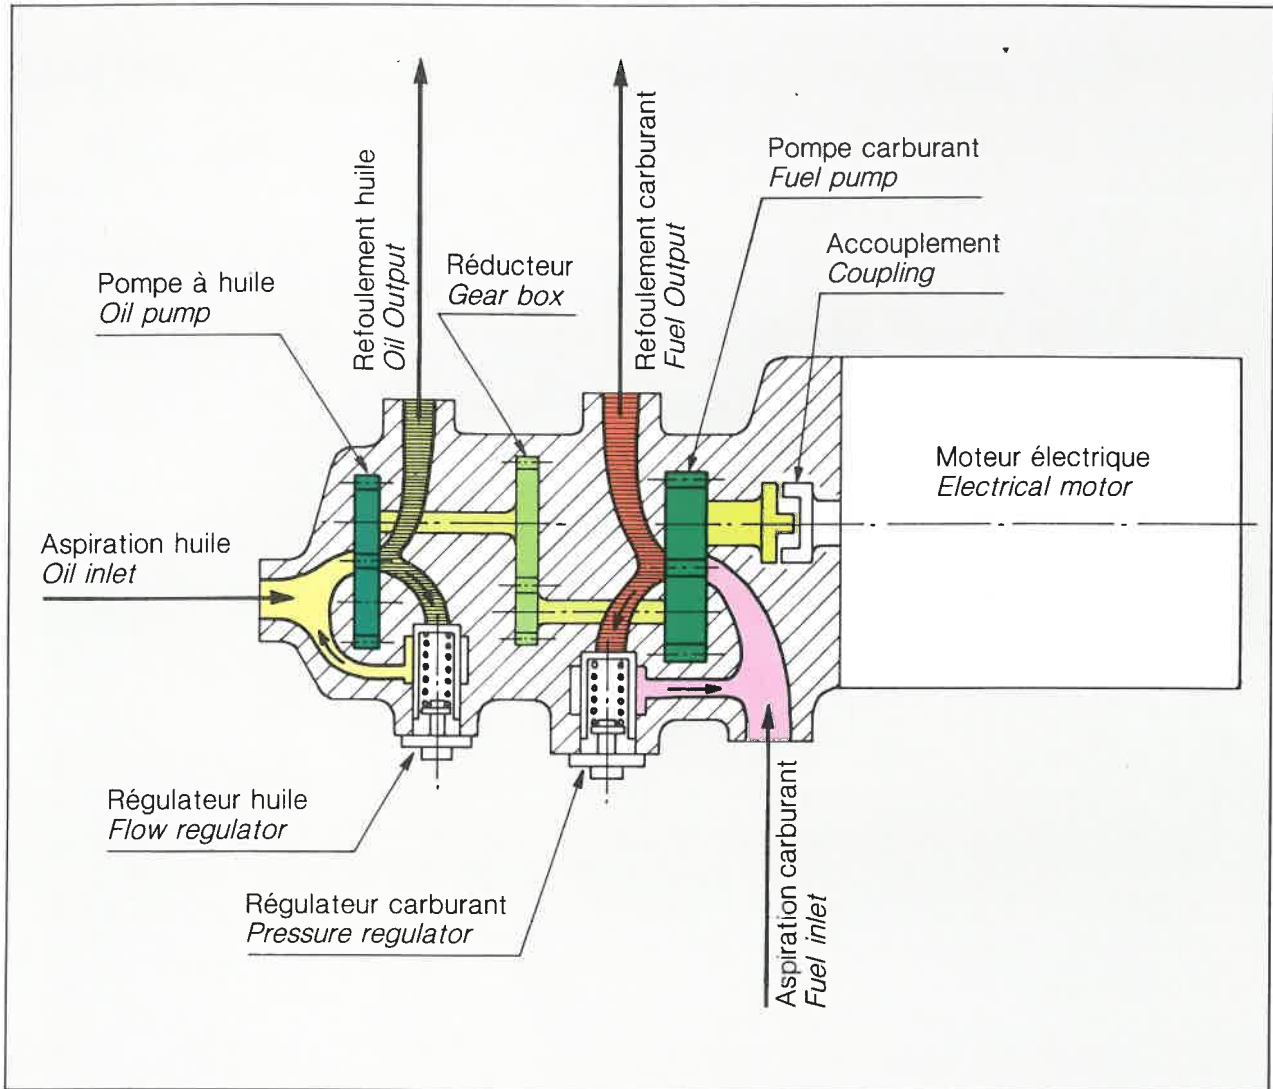 Refoulement huile
Oil Output
Refoulement carburant
Fuel Output
Pompe carburant
Fuel pump
Accouplement
Coupling
Réducteur
Gear box
Pompe à huile
Oil pump
Moteur électrique
Electrical motor
Aspiration huile
Oil inlet
Régulateur huile
Flow regulator
Régulateur carburant
Pressure regulator
Aspiration carburant
Fuel inlet